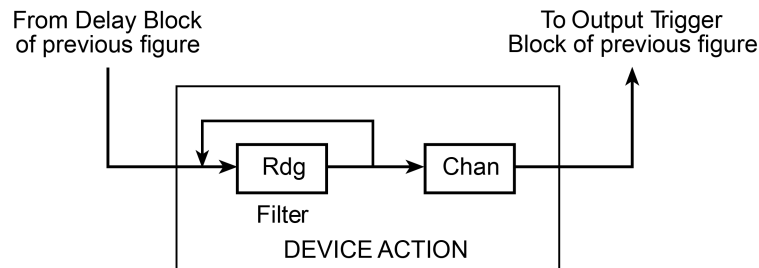 From Delay Block
of previous figure
To Output Trigger
Block of previous figure
Rdg
Chan
Filter
DEVICE ACTION